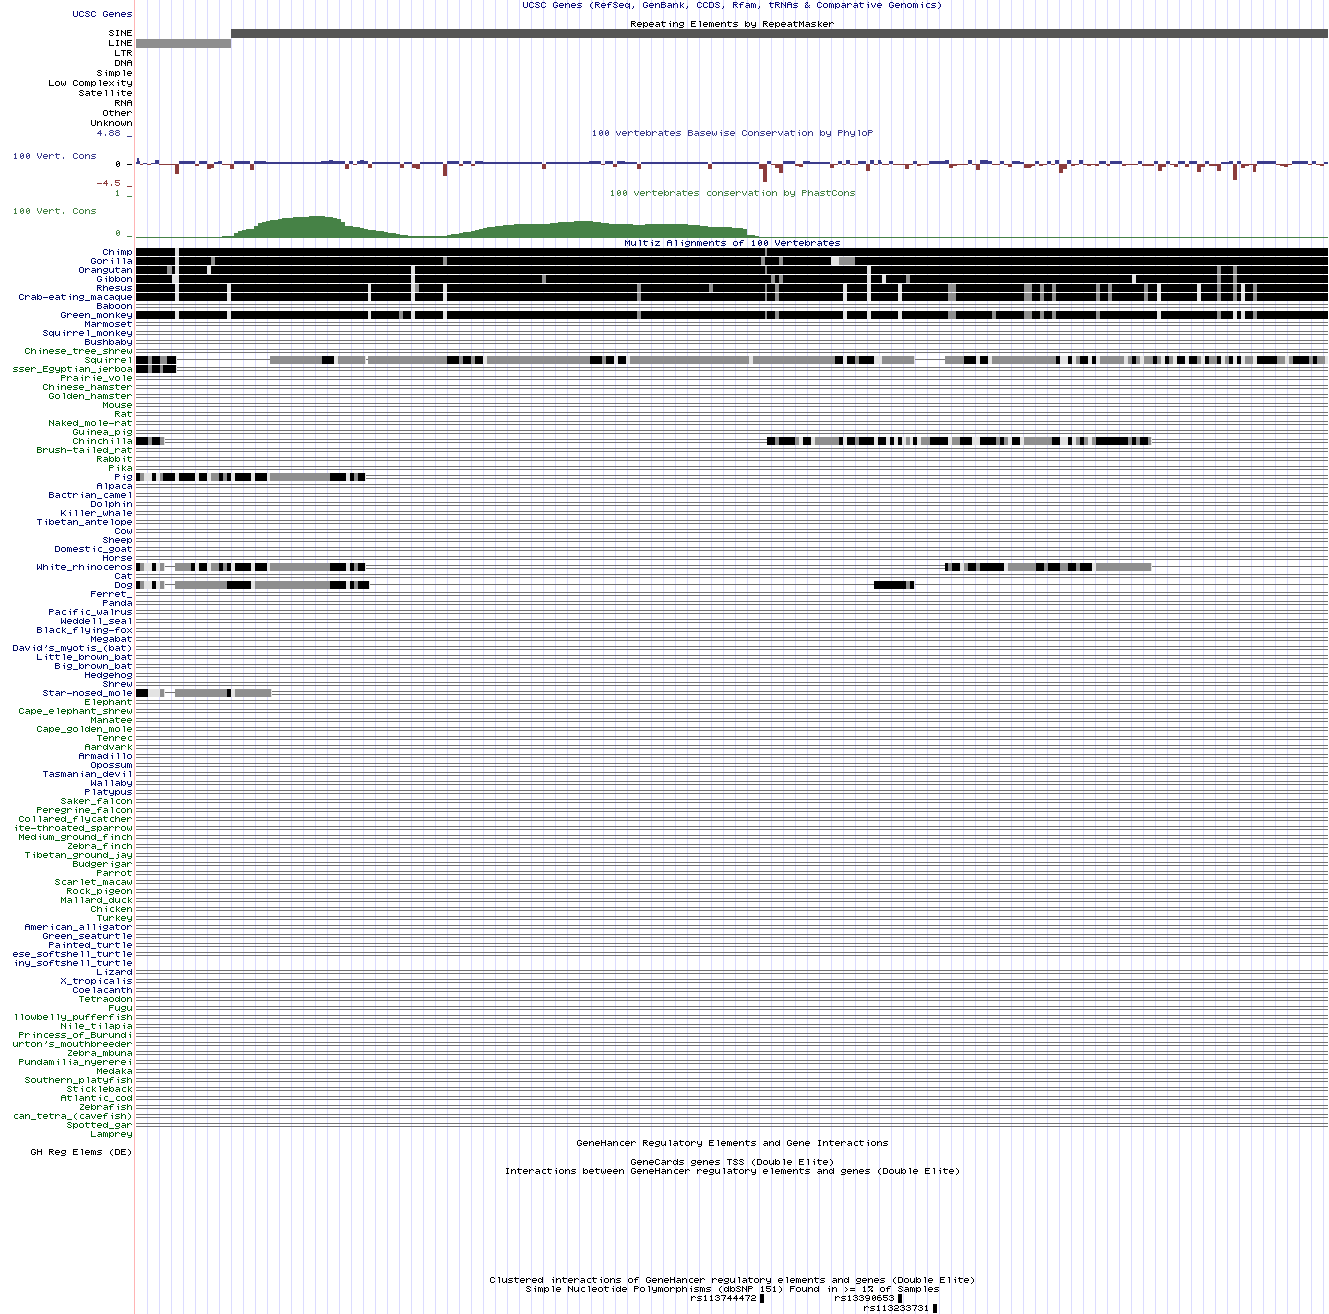 UCSC Genes (RefSeq, GenBank, CCDS, Rfam, tRNAs & Comparative Genomics)
UCSC Genes
Repeating Elements by RepeatMasker
SINE
LINE
LTR
DNA
Simple
Low Complexity
Satellite
RNA
Other
Unknown
4.88 _
100 vertebrates Basewise Conservation by PhyloP
100 Vert. Cons
0 _
-4.5 _
1 _
100 vertebrates conservation by PhastCons
100 Vert. Cons
0 _
Multiz Alignments of 100 Vertebrates
Chimp
Gorilla
Orangutan
Gibbon
Rhesus
Crab-eating_macaque
Baboon
Green_monkey
Marmoset
Squirrel_monkey
Bushbaby
Chinese_tree_shrew
Squirrel
sser_Egyptian_jerboa
Prairie_vole
Chinese_hamster
Golden_hamster
Mouse
Rat
Naked_mole-rat
Guinea_pig
Chinchilla
Brush-tailed_rat
Rabbit
Pika
Pig
Alpaca
Bactrian_camel
Dolphin
Killer_whale
Tibetan_antelope
Cow
Sheep
Domestic_goat
Horse
White_rhinoceros
Cat
Dog
Ferret_
Panda
Pacific_walrus
Weddell_seal
Black_flying-fox
Megabat
David's_myotis_(bat)
Little_brown_bat
Big_brown_bat
Hedgehog
Shrew
Star-nosed_mole
Elephant
Cape_elephant_shrew
Manatee
Cape_golden_mole
Tenrec
Aardvark
Armadillo
Opossum
Tasmanian_devil
Wallaby
Platypus
Saker_falcon
Peregrine_falcon
Collared_flycatcher
ite-throated_sparrow
Medium_ground_finch
Zebra_finch
Tibetan_ground_jay
Budgerigar
Parrot
Scarlet_macaw
Rock_pigeon
Mallard_duck
Chicken
Turkey
American_alligator
Green_seaturtle
Painted_turtle
ese_softshell_turtle
iny_softshell_turtle
Lizard
X_tropicalis
Coelacanth
Tetraodon
Fugu
llowbelly_pufferfish
Nile_tilapia
Princess_of_Burundi
urton's_mouthbreeder
Zebra_mbuna
Pundamilia_nyererei
Medaka
Southern_platyfish
Stickleback
Atlantic_cod
Zebrafish
can_tetra_(cavefish)
Spotted_gar
Lamprey
GeneHancer Regulatory Elements and Gene Interactions
GH Reg Elems (DE)
GeneCards genes TSS (Double Elite)
Interactions between GeneHancer regulatory elements and genes (Double Elite)
Clustered interactions of GeneHancer regulatory elements and genes (Double Elite)
Simple Nucleotide Polymorphisms (dbSNP 151) Found in >= 1% of Samples
rs113744472 rs13390653
rs113233731